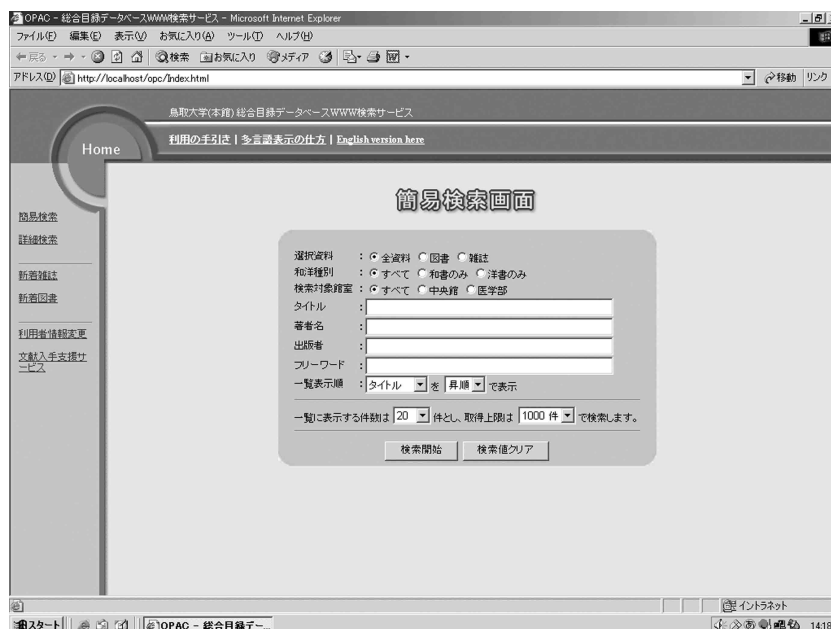 OPAC - 総合目録データベースWWW検索サービス - Microsoft Internet Explorer
ファイル(F) 編集(E) 表示(V) お気に入り(A) ツール(T) ヘルプ(H)
戻る 検索 お気に入り メディア
アドレス(D) http://localhost/opc/Index.html 移動 リンク
鳥取大学(本館)総合目録データベースWWW検索サービス
利用の手引き | 多言語表示の仕方 | English version here
Home
簡易検索画面
簡易検索
詳細検索
新着雑誌
新着図書
利用者情報変更
文献入手支援サ
ービス
選択資料 : 全資料 図書 雑誌
和洋種別 : すべて 和書のみ 洋書のみ
検索対象館室 : すべて 中央館 医学部
タイトル :
著者名 :
出版者 :
フリーワード :
一覧表示順 : タイトル を 昇順 で表示
一覧に表示する件数は 20 件とし、取得上限は 1000 件 で検索します。
検索開始 検索値クリア
イントラネット
スタート OPAC - 総合目録デー... 14:18